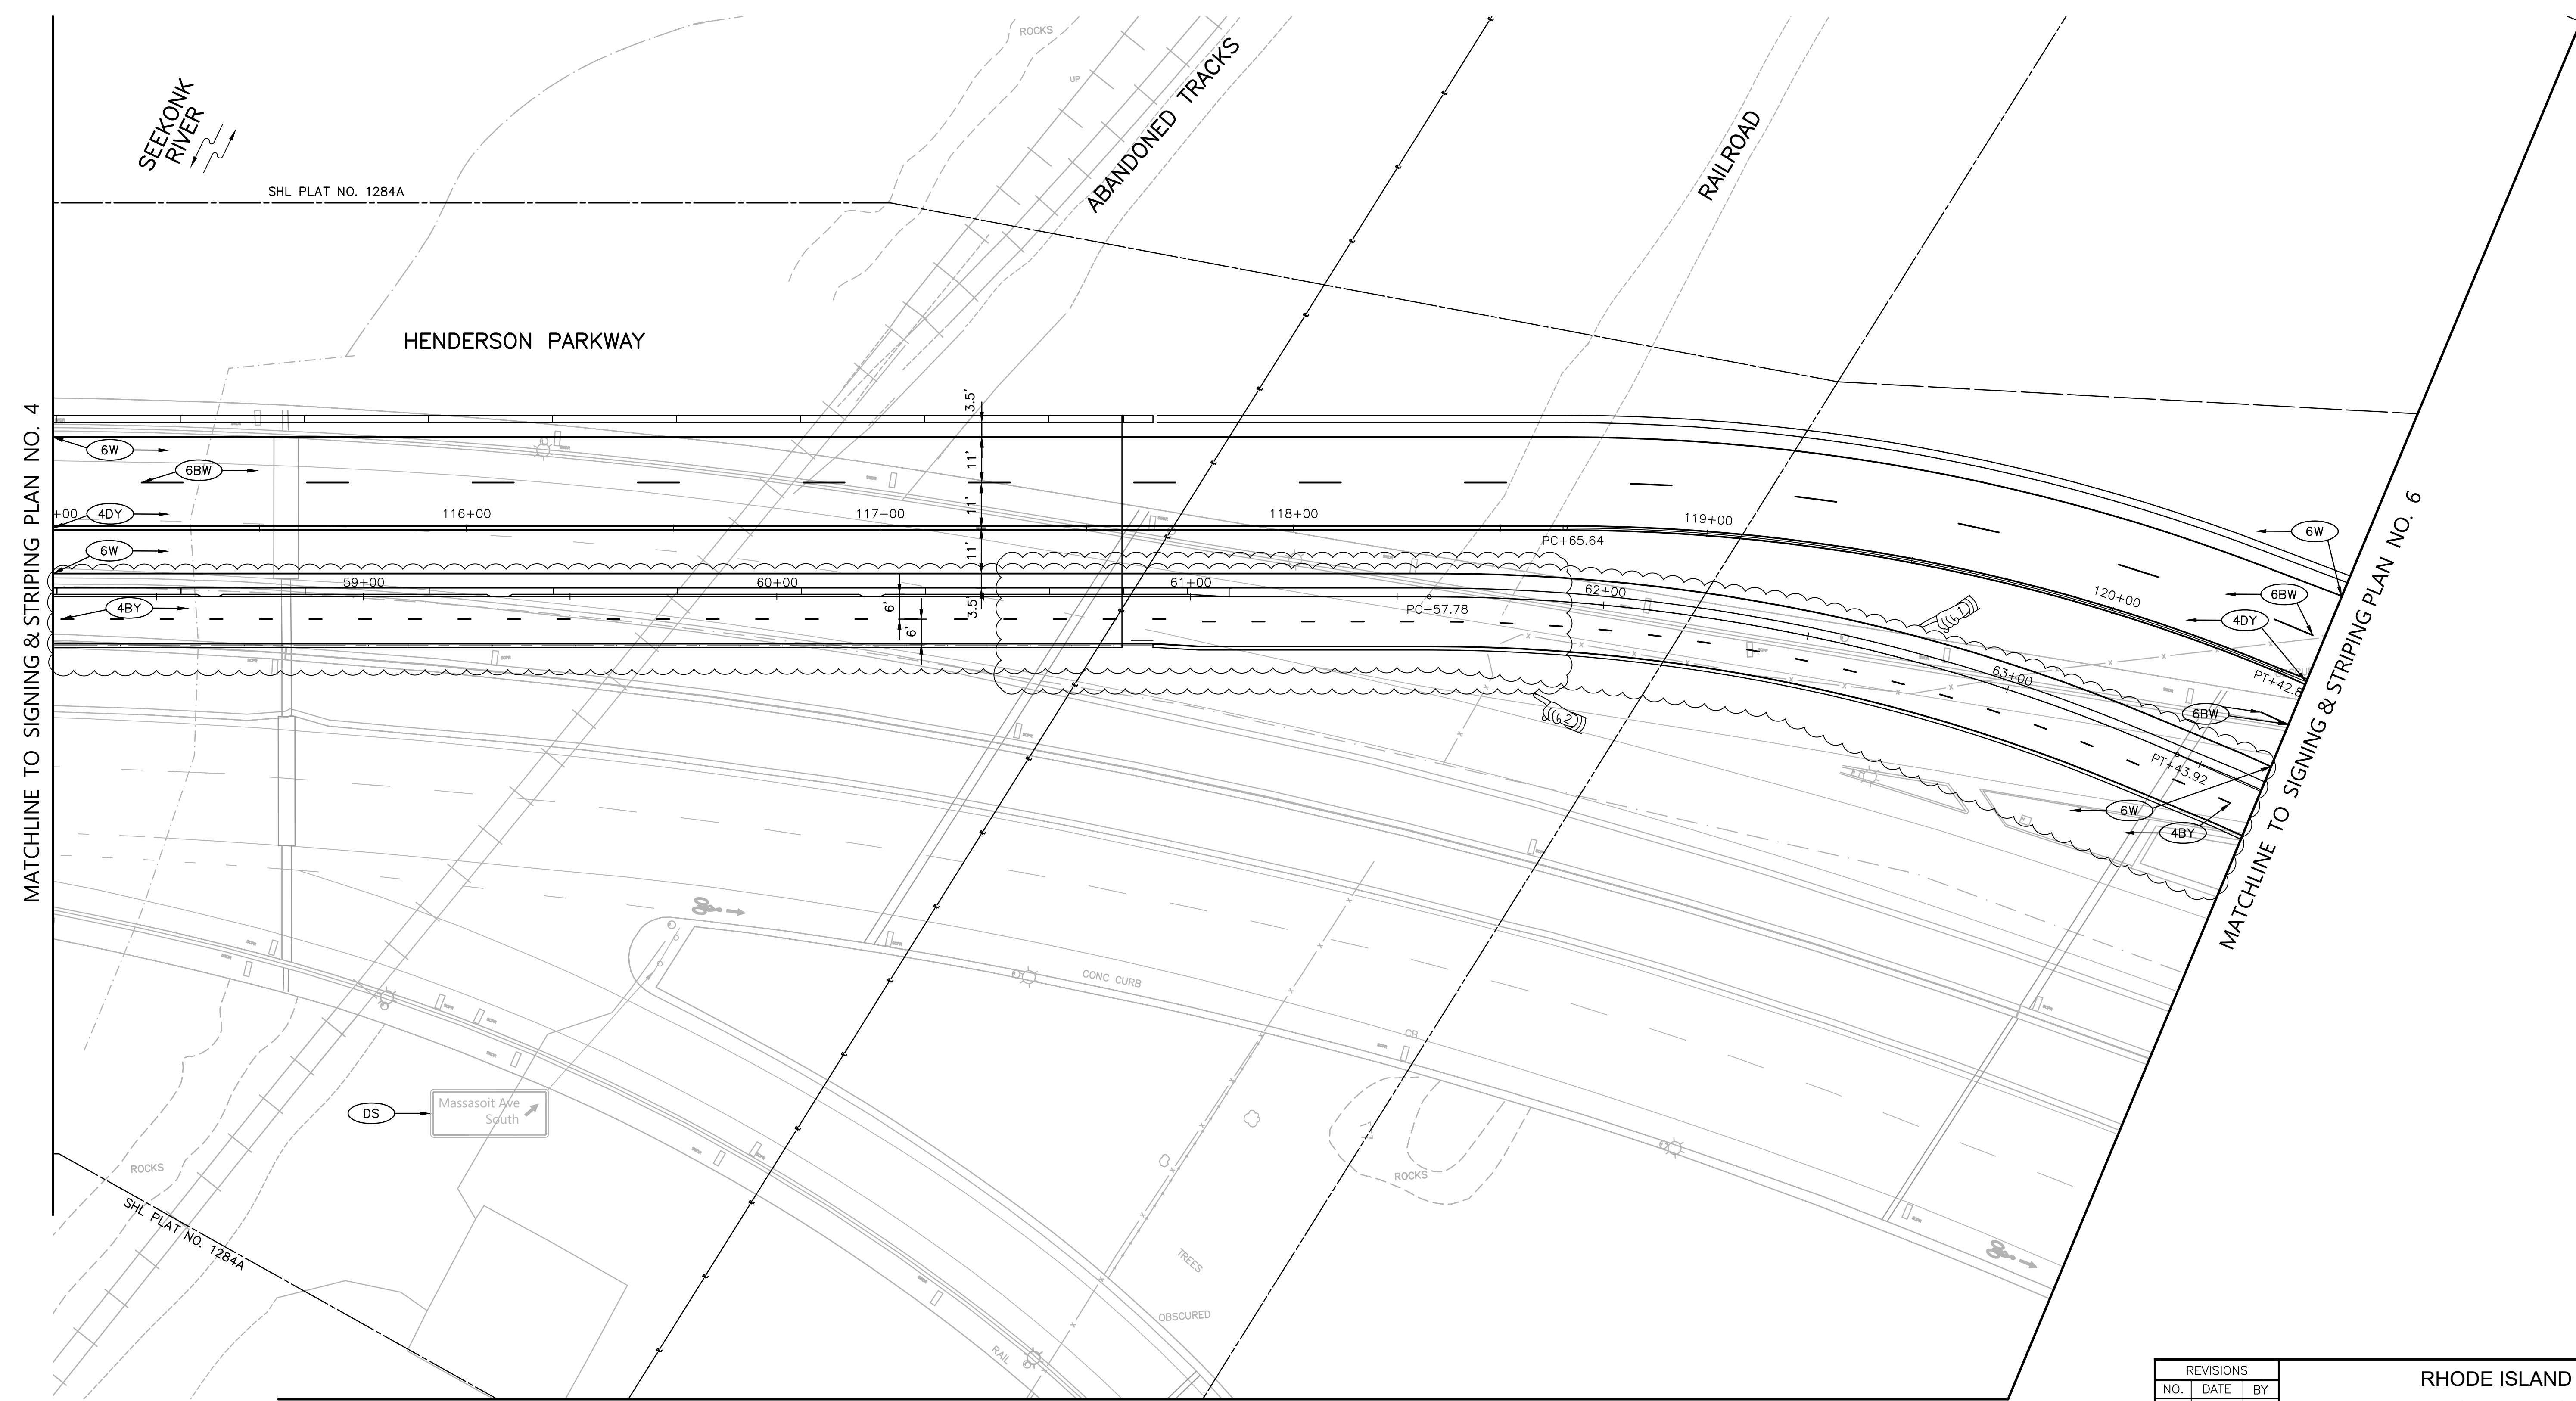 ROCKS
UP
SEEKONK
RIVER
ABANDONED TRACKS
RAILROAD
SHL PLAT NO. 1284A
HENDERSON PARKWAY
MATCHLINE TO SIGNING & STRIPING PLAN NO. 4
3.5'
11'
11'
11'
3.5'
6'
6'
6W
6BW
4DY
6W
4BY
+00
116+00
117+00
118+00
119+00
120+00
PC+65.64
59+00
60+00
61+00
62+00
63+00
PC+57.78
1
2
6W
6BW
4DY
PT+42.8
6BW
PT+43.92
6W
4BY
MATCHLINE TO SIGNING & STRIPING PLAN NO. 6
CONC CURB
CB
DS
Massasoit Ave
South
ROCKS
ROCKS
SHL PLAT NO. 1284A
TREES
OBSCURED
RAIL
REVISIONS
NO. DATE BY
RHODE ISLAND